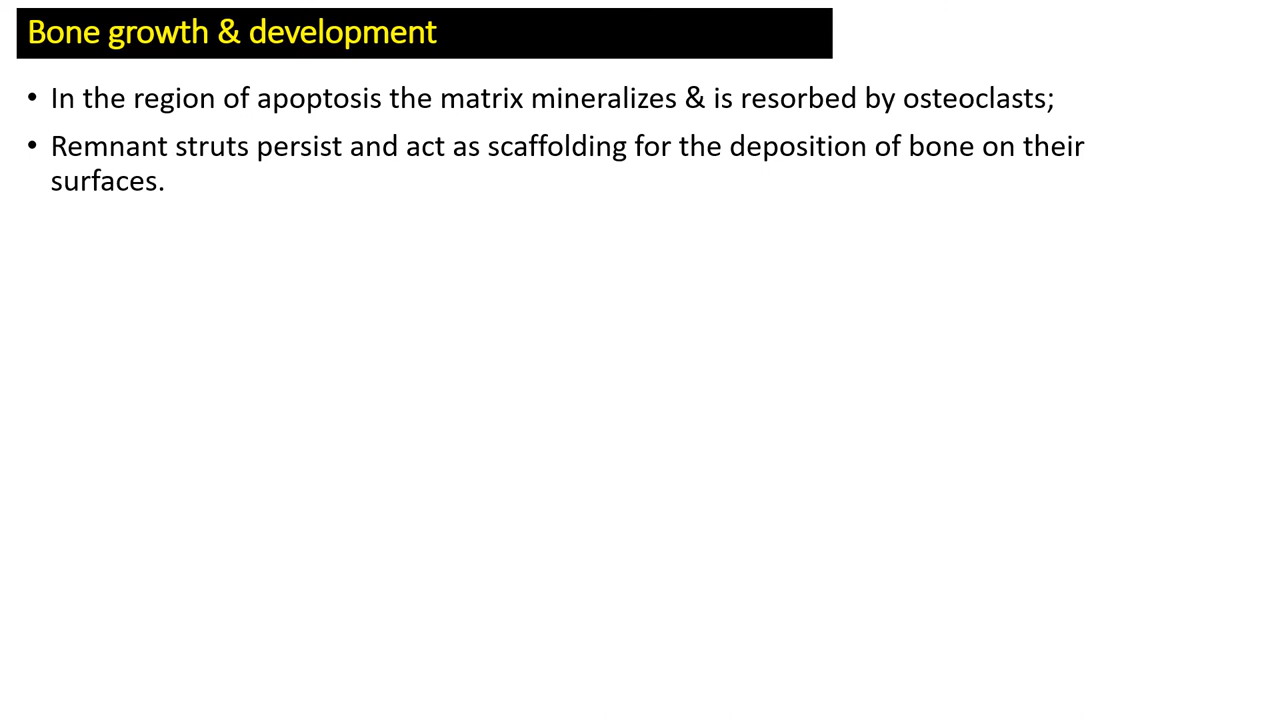 Bone growth & development
• In the region of apoptosis the matrix mineralizes & is resorbed by osteoclasts;
• Remnant struts persist and act as scaffolding for the deposition of bone on their
surfaces.